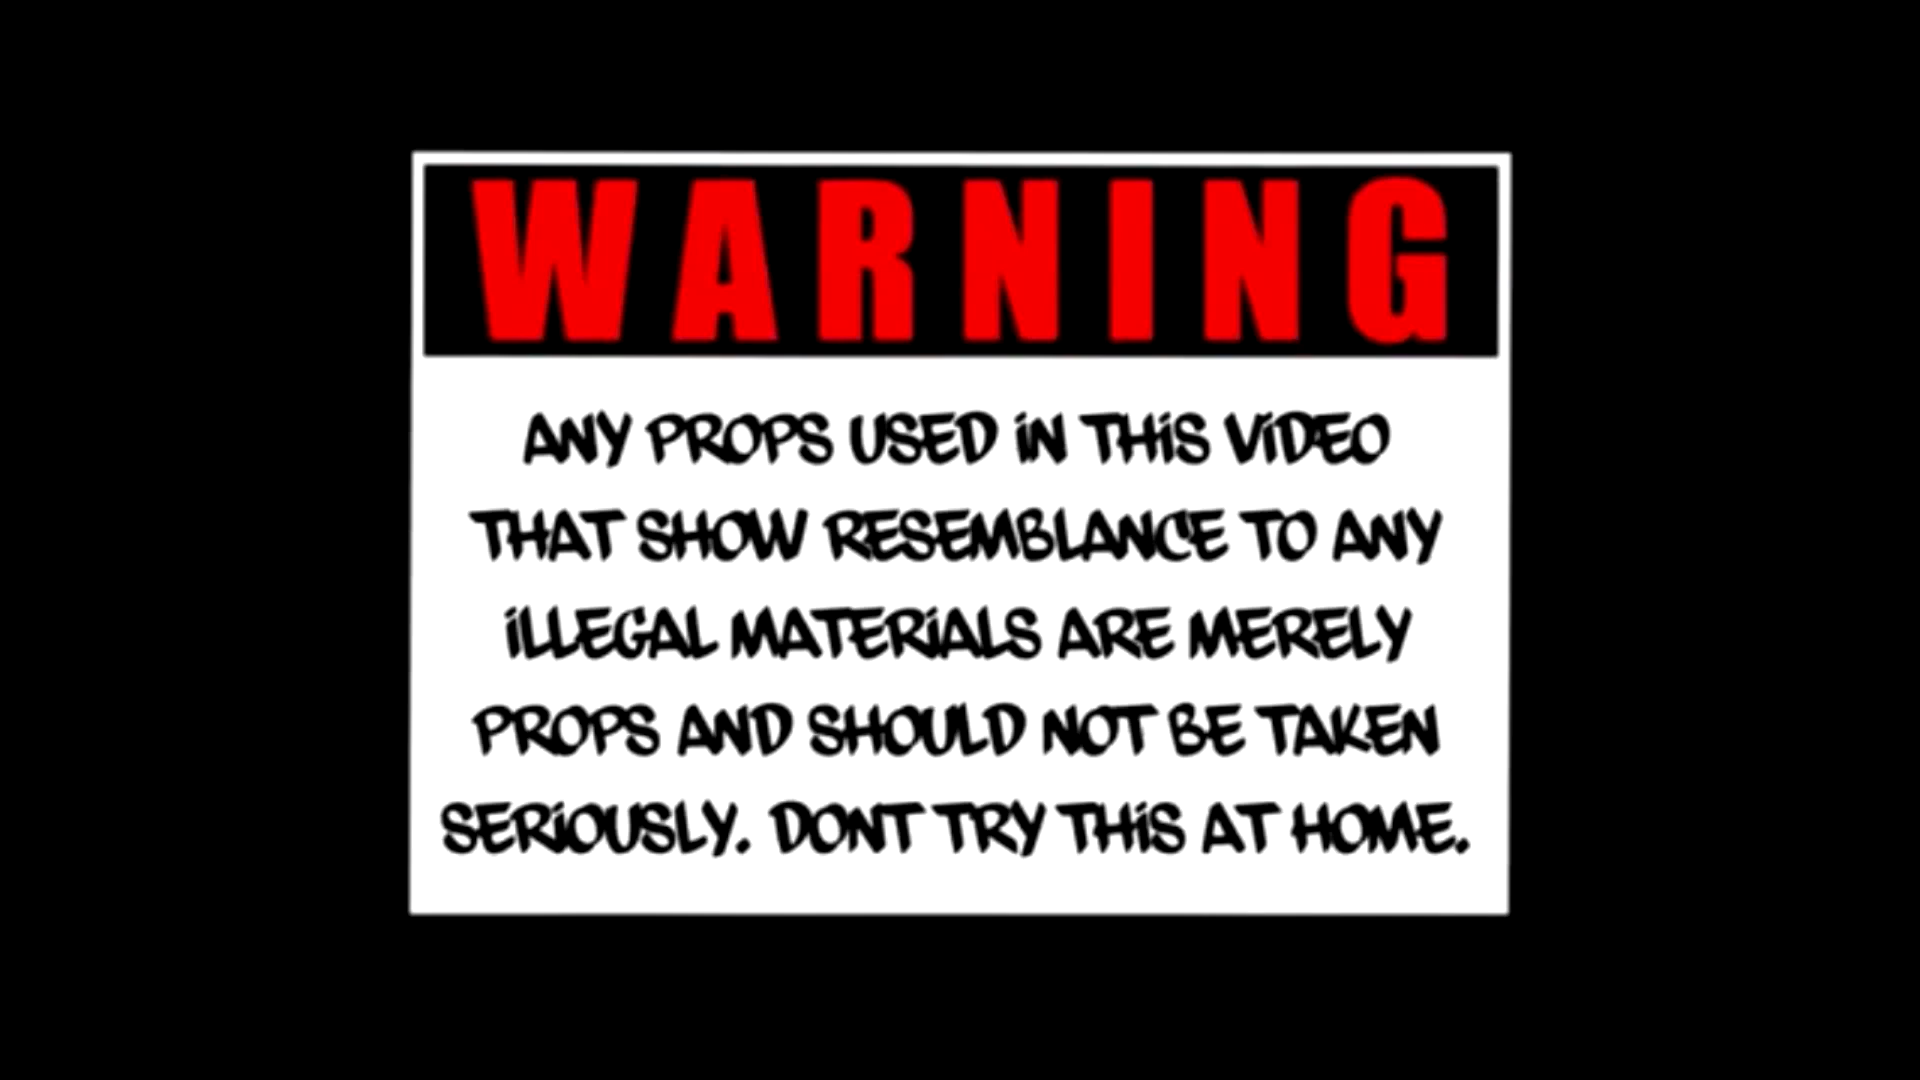 WARNING
ANY PROPS USED iN THiS ViDEO
THAT SHOW RESEMBLANCE TO ANY
iLLEGAL MATERiALS ARE MERELY
PROPS AND SHOULD NOT BE TAKEN
SERiOUSLY. DONT TRY THiS AT HOME.